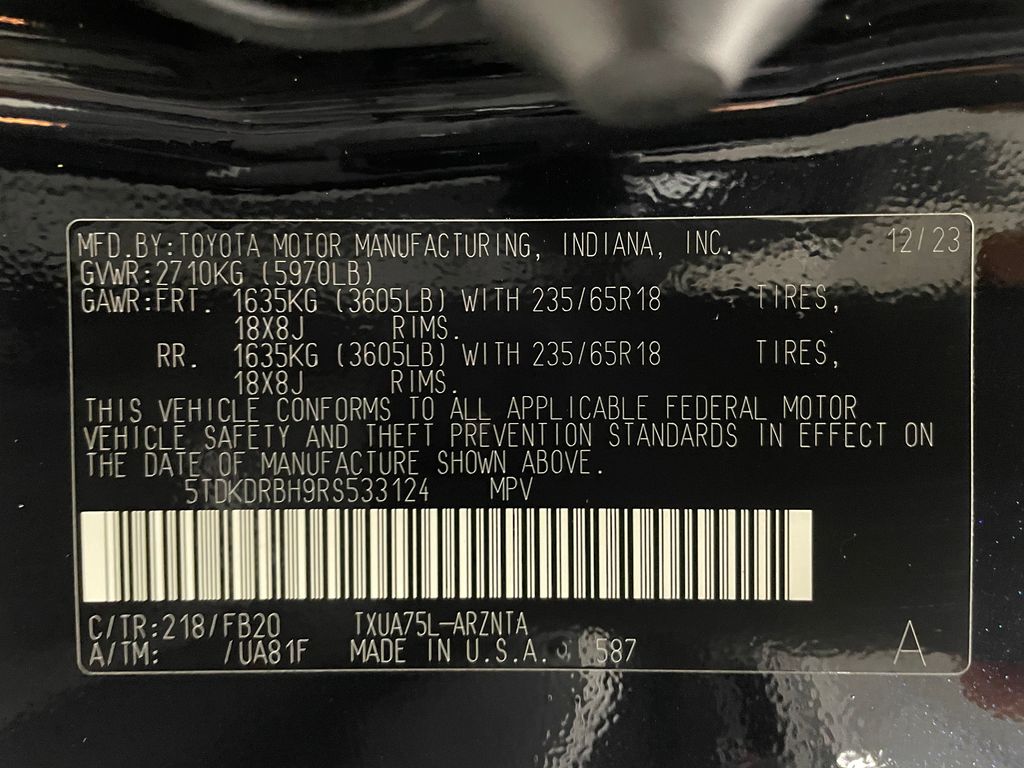 MFD.BY:TOYOTA MOTOR MANUFACTURING, INDIANA, INC. 12/23
GVWR:2710KG (5970LB)
GAWR:FRT. 1635KG (3605LB) WITH 235/65R18 TIRES,
18X8J RIMS.
RR. 1635KG (3605LB) WITH 235/65R18 TIRES,
18X8J RIMS.
THIS VEHICLE CONFORMS TO ALL APPLICABLE FEDERAL MOTOR
VEHICLE SAFETY AND THEFT PREVENTION STANDARDS IN EFFECT ON
THE DATE OF MANUFACTURE SHOWN ABOVE.
5TDKDRBH9RS533124 MPV
C/TR:218/FB20 TXUA75L-ARZNTA
A/TM: /UA81F MADE IN U.S.A. 587 A